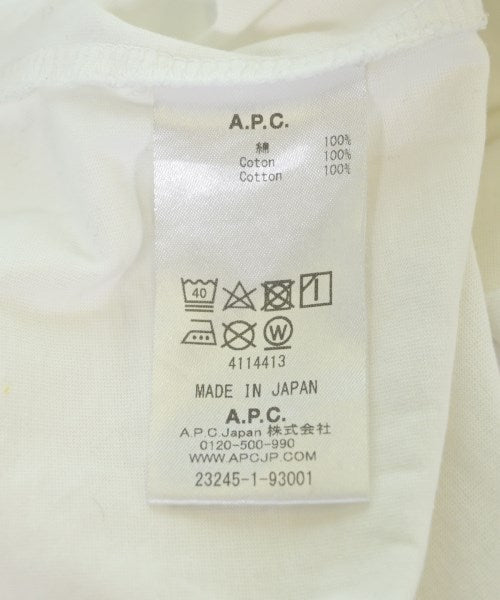 A.P.C.
綿 100%
Coton 100%
Cotton 100%
40
W
4114413
MADE IN JAPAN
A.P.C.
A.P.C.Japan 株式会社
0120-500-990
WWW.APCJP.COM
23245-1-93001